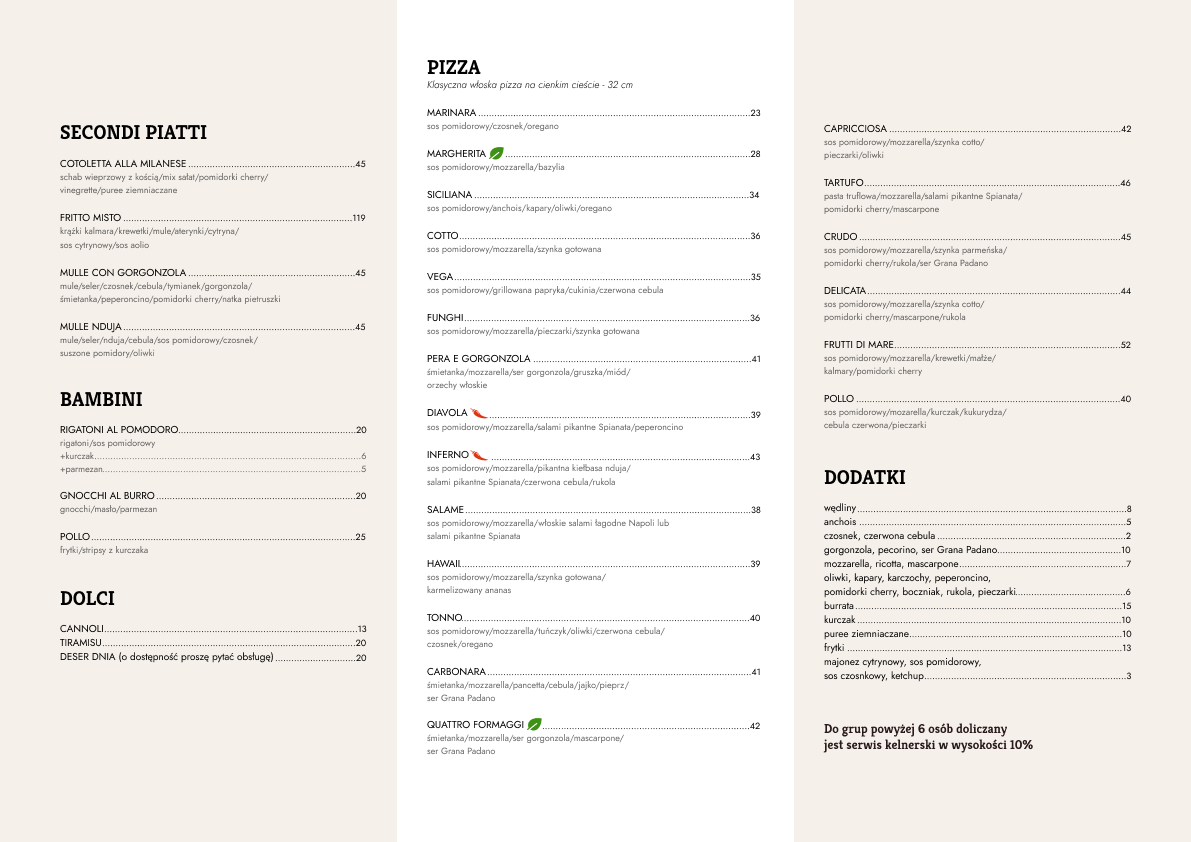 SECONDI PIATTI
COTOLETTA ALLA MILANESE ........ 45
schab wieprzowy z kością/mix sałat/pomidorki cherry/
vinegrette/puree ziemniaczane
FRITTO MISTO ........ 119
krążki kalmara/krewetki/mule/aterynki/cytryna/
sos cytrynowy/sos aolio
MULLE CON GORGONZOLA ........ 45
mule/seler/czosnek/cebula/tymianek/gorgonzola/
śmietanka/peperoncino/pomidorki cherry/natka pietruszki
MULLE NDUJA ........ 45
mule/seler/nduja/cebula/sos pomidorowy/czosnek/
suszone pomidory/oliwki
BAMBINI
RIGATONI AL POMODORO ........ 20
rigatoni/sos pomidorowy
+kurczak ........ 6
+parmezan ........ 5
GNOCCHI AL BURRO ........ 20
gnocchi/masło/parmezan
POLLO ........ 25
frytki/stripsy z kurczaka
DOLCI
CANNOLI ........ 13
TIRAMISU ........ 20
DESER DNIA (o dostępność proszę pytać obsługę) ........ 20
PIZZA
Klasyczna włoska pizza na cienkim cieście - 32 cm
MARINARA ........ 23
sos pomidorowy/czosnek/oregano
MARGHERITA ........ 28
sos pomidorowy/mozzarella/bazylia
SICILIANA ........ 34
sos pomidorowy/anchois/kapary/oliwki/oregano
COTTO ........ 36
sos pomidorowy/mozzarella/szynka gotowana
VEGA ........ 35
sos pomidorowy/grillowana papryka/cukinia/czerwona cebula
FUNGHI ........ 36
sos pomidorowy/mozzarella/pieczarki/szynka gotowana
PERA E GORGONZOLA ........ 41
śmietanka/mozzarella/ser gorgonzola/gruszka/miód/
orzechy włoskie
DIAVOLA ........ 39
sos pomidorowy/mozzarella/salami pikantne Spianata/peperoncino
INFERNO ........ 43
sos pomidorowy/mozzarella/pikantna kiełbasa nduja/
salami pikantne Spianata/czerwona cebula/rukola
SALAME ........ 38
sos pomidorowy/mozzarella/włoskie salami łagodne Napoli lub
salami pikantne Spianata
HAWAII ........ 39
sos pomidorowy/mozzarella/szynka gotowana/
karmelizowany ananas
TONNO ........ 40
sos pomidorowy/mozzarella/tuńczyk/oliwki/czerwona cebula/
czosnek/oregano
CARBONARA ........ 41
śmietanka/mozzarella/pancetta/cebula/jajko/pieprz/
ser Grana Padano
QUATTRO FORMAGGI ........ 42
śmietanka/mozzarella/ser gorgonzola/mascarpone/
ser Grana Padano
CAPRICCIOSA ........ 42
sos pomidorowy/mozzarella/szynka cotto/
pieczarki/oliwki
TARTUFO ........ 46
pasta truflowa/mozzarella/salami pikantne Spianata/
pomidorki cherry/mascarpone
CRUDO ........ 45
sos pomidorowy/mozzarella/szynka parmeńska/
pomidorki cherry/rukola/ser Grana Padano
DELICATA ........ 44
sos pomidorowy/mozzarella/szynka cotto/
pomidorki cherry/mascarpone/rukola
FRUTTI DI MARE ........ 52
sos pomidorowy/mozzarella/krewetki/małże/
kalmary/pomidorki cherry
POLLO ........ 40
sos pomidorowy/mozarella/kurczak/kukurydza/
cebula czerwona/pieczarki
DODATKI
wędliny ........ 8
anchois ........ 5
czosnek, czerwona cebula ........ 2
gorgonzola, pecorino, ser Grana Padano ........ 10
mozzarella, ricotta, mascarpone ........ 7
oliwki, kapary, karczochy, peperoncino,
pomidorki cherry, boczniak, rukola, pieczarki ........ 6
burrata ........ 15
kurczak ........ 10
puree ziemniaczane ........ 10
frytki ........ 13
majonez cytrynowy, sos pomidorowy,
sos czosnkowy, ketchup ........ 3
Do grup powyżej 6 osób doliczany
jest serwis kelnerski w wysokości 10%